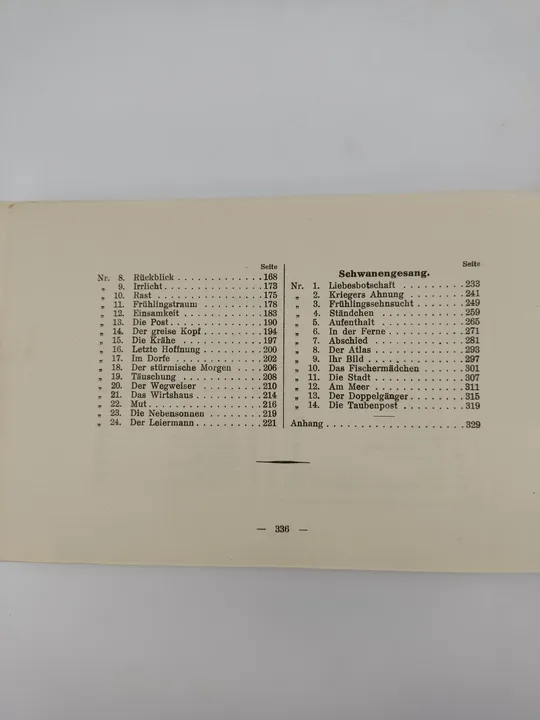 Seite
Nr. 8. Rückblick . . . . . . . . . . . . 168
„ 9. Irrlicht . . . . . . . . . . . . . 173
„ 10. Rast . . . . . . . . . . . . . . 175
„ 11. Frühlingstraum . . . . . . . . . 178
„ 12. Einsamkeit . . . . . . . . . . . 183
„ 13. Die Post . . . . . . . . . . . . 190
„ 14. Der greise Kopf . . . . . . . . 194
„ 15. Die Krähe . . . . . . . . . . . 197
„ 16. Letzte Hoffnung . . . . . . . . 200
„ 17. Im Dorfe . . . . . . . . . . . . 202
„ 18. Der stürmische Morgen . . . . 206
„ 19. Täuschung . . . . . . . . . . . 208
„ 20. Der Wegweiser . . . . . . . . . 210
„ 21. Das Wirtshaus . . . . . . . . . 214
„ 22. Mut . . . . . . . . . . . . . . . 216
„ 23. Die Nebensonnen . . . . . . . . 219
„ 24. Der Leiermann . . . . . . . . . 221
Seite
Schwanengesang.
Nr. 1. Liebesbotschaft . . . . . . . . . 233
„ 2. Kriegers Ahnung . . . . . . . . 241
„ 3. Frühlingssehnsucht . . . . . . . 249
„ 4. Ständchen . . . . . . . . . . . 259
„ 5. Aufenthalt . . . . . . . . . . . 265
„ 6. In der Ferne . . . . . . . . . . 271
„ 7. Abschied . . . . . . . . . . . . 281
„ 8. Der Atlas . . . . . . . . . . . . 293
„ 9. Ihr Bild . . . . . . . . . . . . . 297
„ 10. Das Fischermädchen . . . . . . 301
„ 11. Die Stadt . . . . . . . . . . . . 307
„ 12. Am Meer . . . . . . . . . . . . 311
„ 13. Der Doppelgänger . . . . . . . . 315
„ 14. Die Taubenpost . . . . . . . . . 319
Anhang . . . . . . . . . . . . . . . . . 329
— 336 —